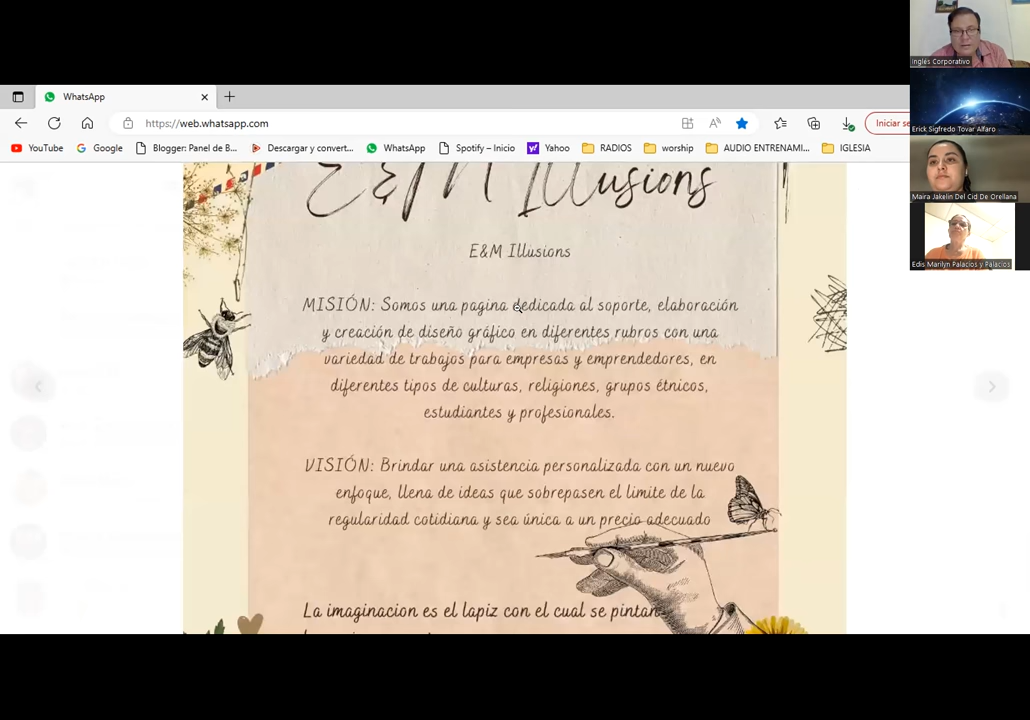 Ingles Corporativo
WhatsApp
https://web.whatsapp.com
Iniciar se
YouTube
Google
Blogger: Panel de B...
Descargar y convert...
WhatsApp
Spotify – Inicio
Yahoo
RADIOS
worship
AUDIO ENTRENAMI...
IGLESIA
Erick Sigfredo Tovar Alfaro
Maira Jakelin Del Cid De Orellana
Edis Marilyn Palacios y Palacios
E&M Illusions
E&M Illusions
MISIÓN: Somos una pagina dedicada al soporte, elaboración
y creación de diseño gráfico en diferentes rubros con una
variedad de trabajos para empresas y emprendedores, en
diferentes tipos de culturas, religiones, grupos étnicos,
estudiantes y profesionales.
VISIÓN: Brindar una asistencia personalizada con un nuevo
enfoque, llena de ideas que sobrepasen el limite de la
regularidad cotidiana y sea única a un precio adecuado
La imaginacion es el lapiz con el cual se pintan